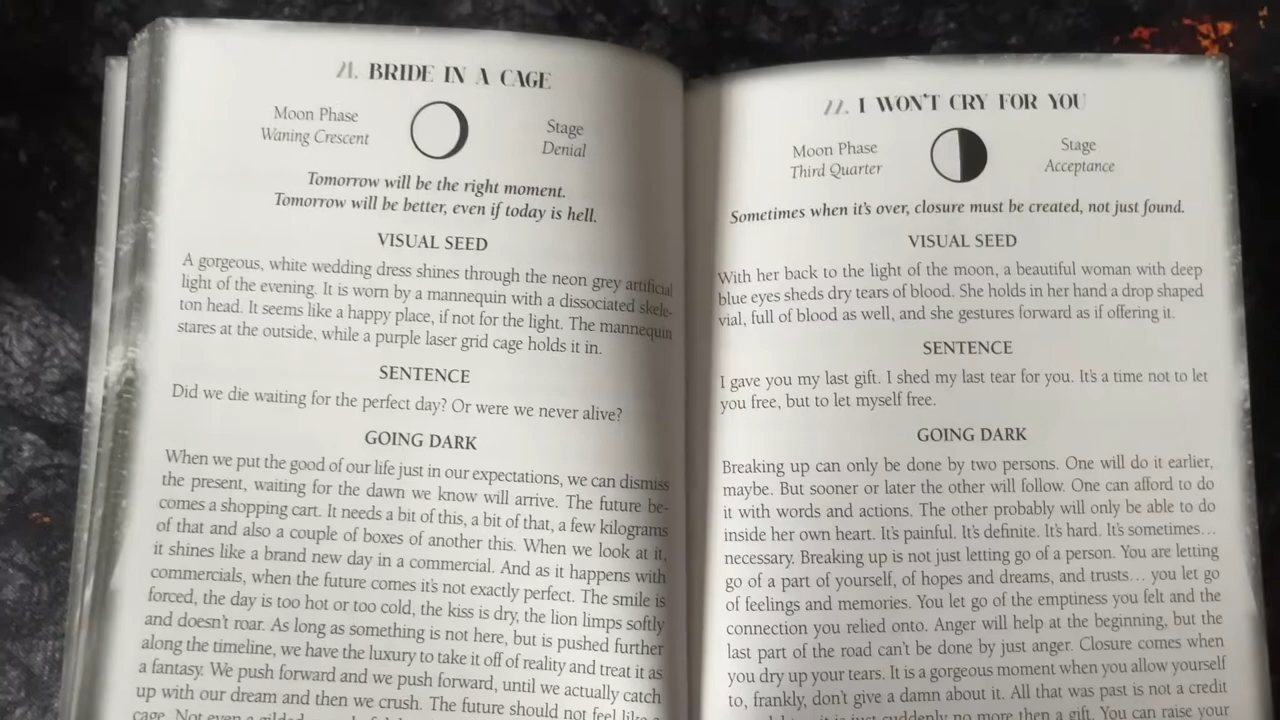 21. BRIDE IN A CAGE
Moon Phase
Waning Crescent
Stage
Denial
Tomorrow will be the right moment.
Tomorrow will be better, even if today is hell.
VISUAL SEED
A gorgeous, white wedding dress shines through the neon grey artificial
light of the evening. It is worn by a mannequin with a dissociated skele-
ton head. It seems like a happy place, if not for the light. The mannequin
stares at the outside, while a purple laser grid cage holds it in.
SENTENCE
Did we die waiting for the perfect day? Or were we never alive?
GOING DARK
When we put the good of our life just in our expectations, we can dismiss
the present, waiting for the dawn we know will arrive. The future be-
comes a shopping cart. It needs a bit of this, a bit of that, a few kilograms
of that and also a couple of boxes of another this. When we look at it,
it shines like a brand new day in a commercial. And as it happens with
commercials, when the future comes it's not exactly perfect. The smile is
forced, the day is too hot or too cold, the kiss is dry, the lion limps softly
and doesn't roar. As long as something is not here, but is pushed further
along the timeline, we have the luxury to take it off of reality and treat it as
a fantasy. We push forward and we push forward, until we actually catch
up with our dream and then we crush. The future should not feel like a
cage. Not even a gilded
22. I WON'T CRY FOR YOU
Moon Phase
Third Quarter
Stage
Acceptance
Sometimes when it's over, closure must be created, not just found.
VISUAL SEED
With her back to the light of the moon, a beautiful woman with deep
blue eyes sheds dry tears of blood. She holds in her hand a drop shaped
vial, full of blood as well, and she gestures forward as if offering it.
SENTENCE
I gave you my last gift. I shed my last tear for you. It's a time not to let
you free, but to let myself free.
GOING DARK
Breaking up can only be done by two persons. One will do it earlier,
maybe. But sooner or later the other will follow. One can afford to do
it with words and actions. The other probably will only be able to do
inside her own heart. It's painful. It's definite. It's hard. It's sometimes...
necessary. Breaking up is not just letting go of a person. You are letting
go of a part of yourself, of hopes and dreams, and trusts... you let go
of feelings and memories. You let go of the emptiness you felt and the
connection you relied onto. Anger will help at the beginning, but the
last part of the road can't be done by just anger. Closure comes when
you dry up your tears. It is a gorgeous moment when you allow yourself
to, frankly, don't give a damn about it. All that was past is not a credit
it is just suddenly no more then a gift. You can raise your